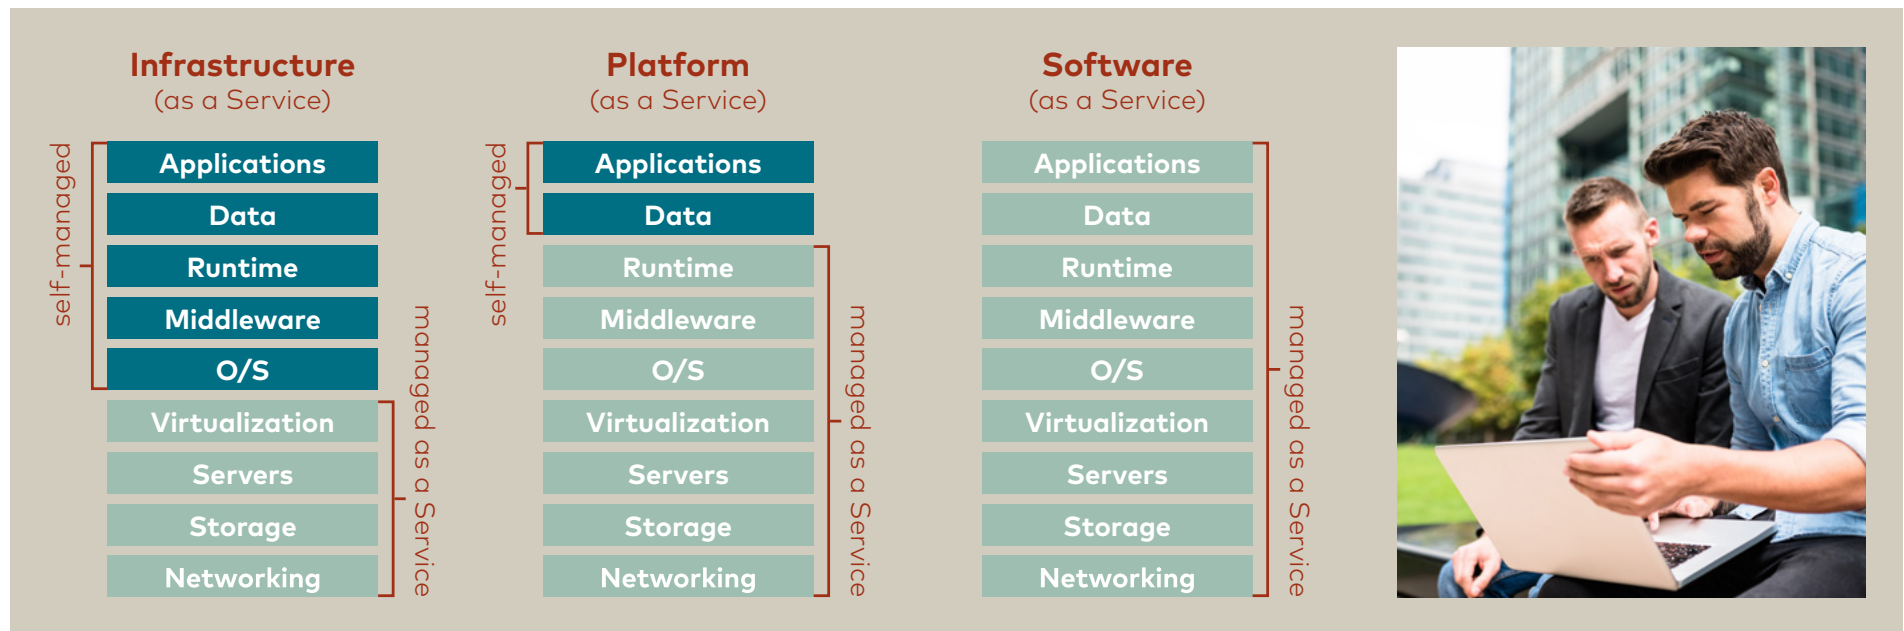 Infrastructure
(as a Service)
self-managed
Applications
Data
Runtime
Middleware
O/S
Virtualization
Servers
Storage
Networking
managed as a Service
Platform
(as a Service)
self-managed
Applications
Data
Runtime
Middleware
O/S
Virtualization
Servers
Storage
Networking
managed as a Service
Software
(as a Service)
Applications
Data
Runtime
Middleware
O/S
Virtualization
Servers
Storage
Networking
managed as a Service